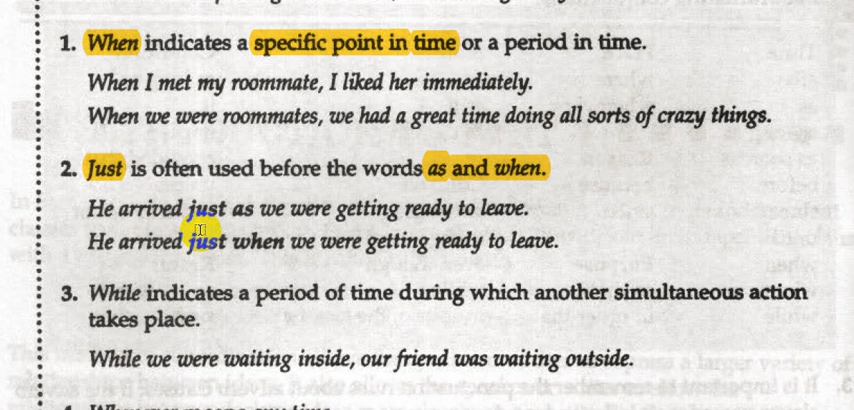 1. When indicates a specific point in time or a period in time.
When I met my roommate, I liked her immediately.
When we were roommates, we had a great time doing all sorts of crazy things.
2. Just is often used before the words as and when.
He arrived just as we were getting ready to leave.
He arrived just when we were getting ready to leave.
3. While indicates a period of time during which another simultaneous action
takes place.
While we were waiting inside, our friend was waiting outside.